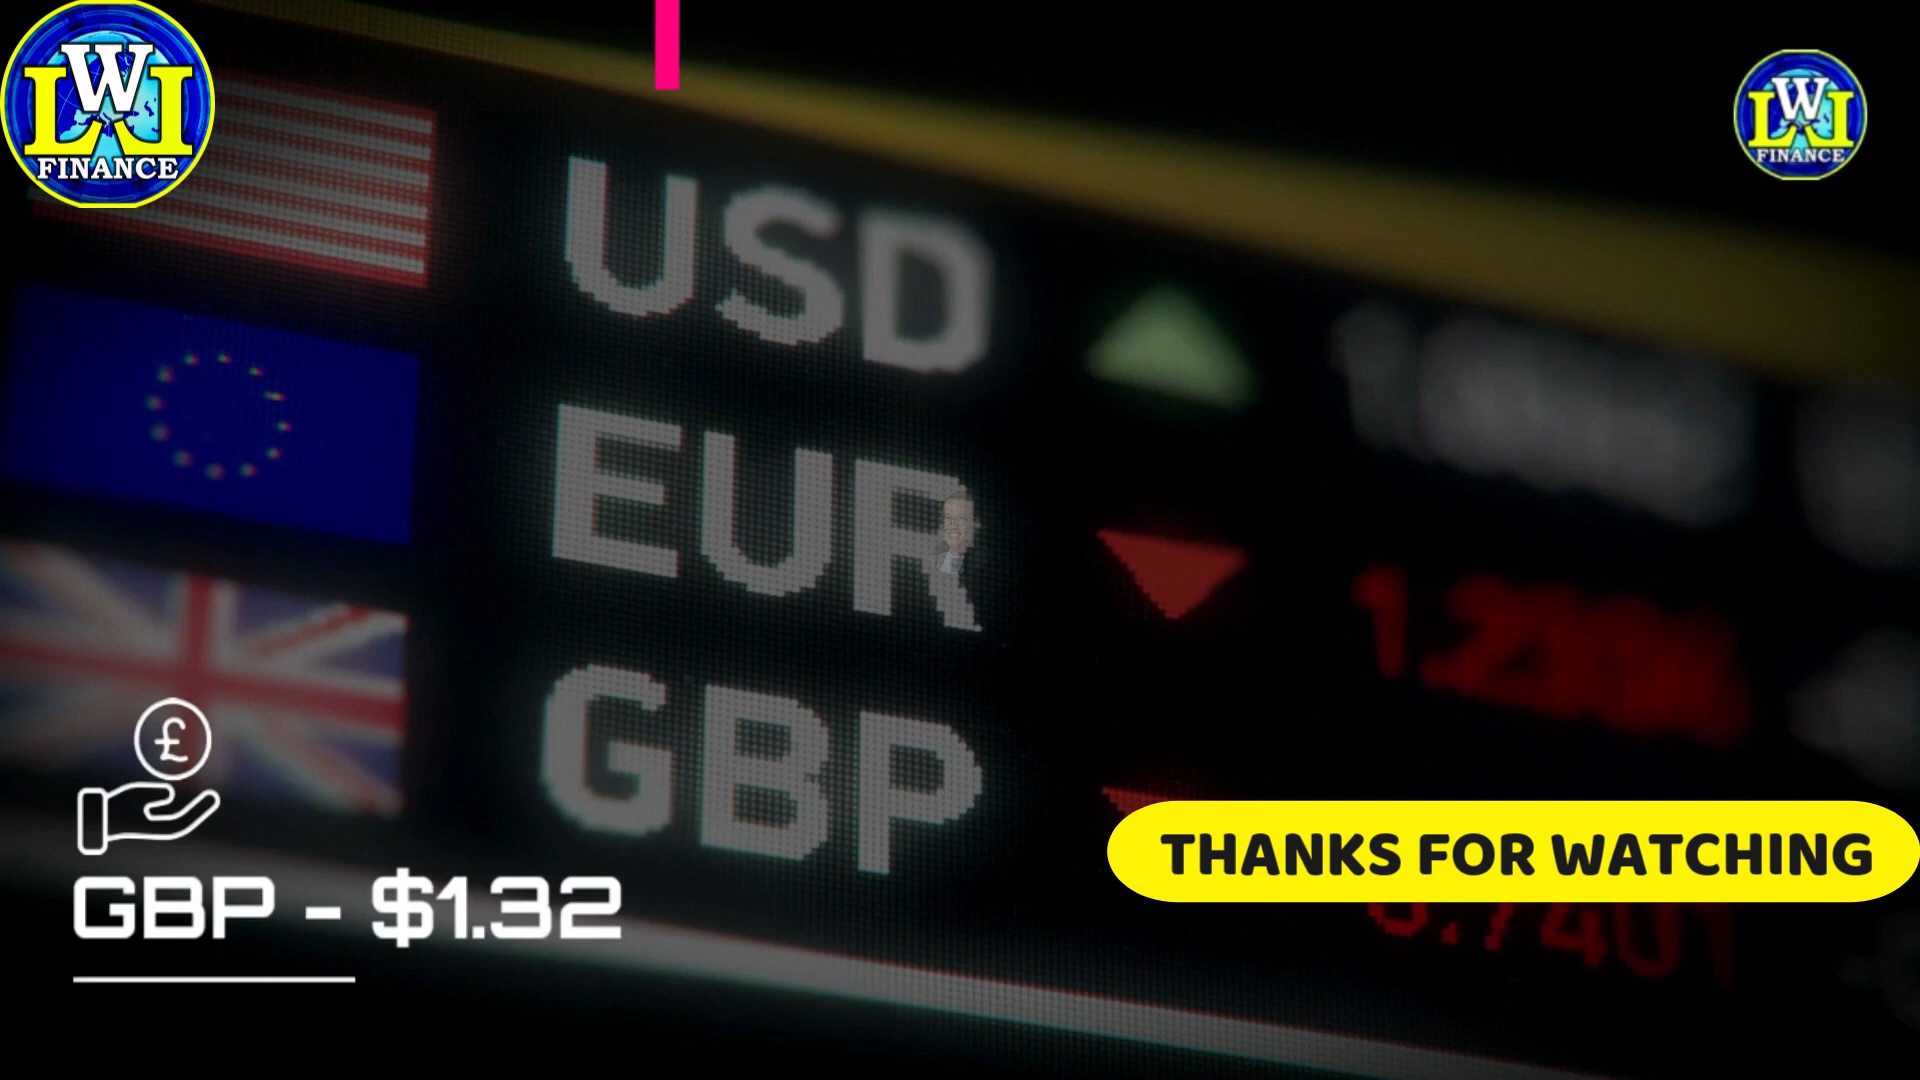 LWI
FINANCE
LWI
FINANCE
USD
EUR
GBP
THANKS FOR WATCHING
£
GBP - $1.32